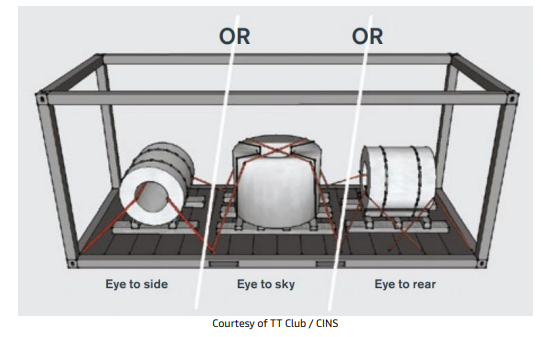 OR
OR
Eye to side
Eye to sky
Eye to rear
Courtesy of TT Club / CINS